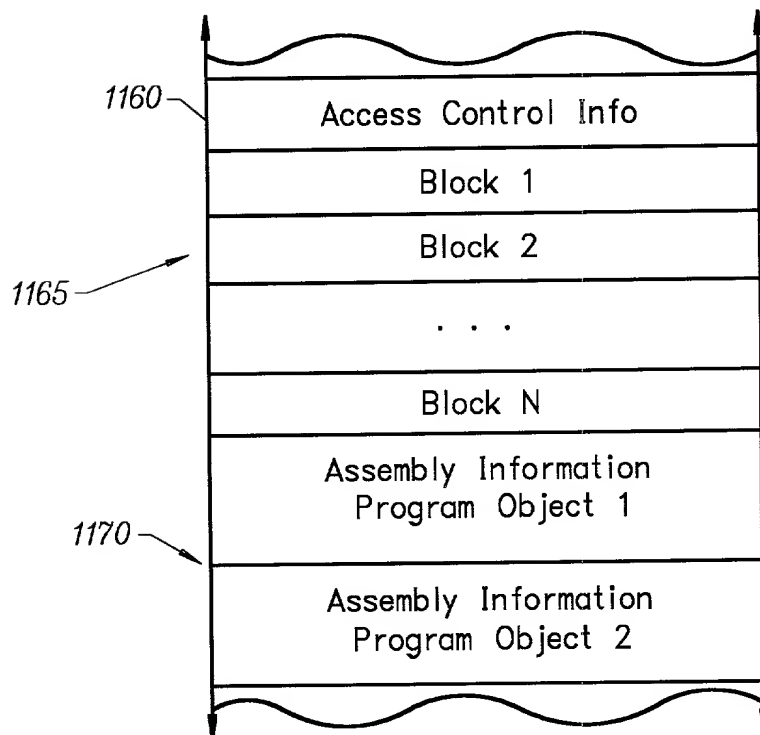 1160
Access Control Info
Block 1
Block 2
1165
. . .
Block N
Assembly Information
Program Object 1
1170
Assembly Information
Program Object 2